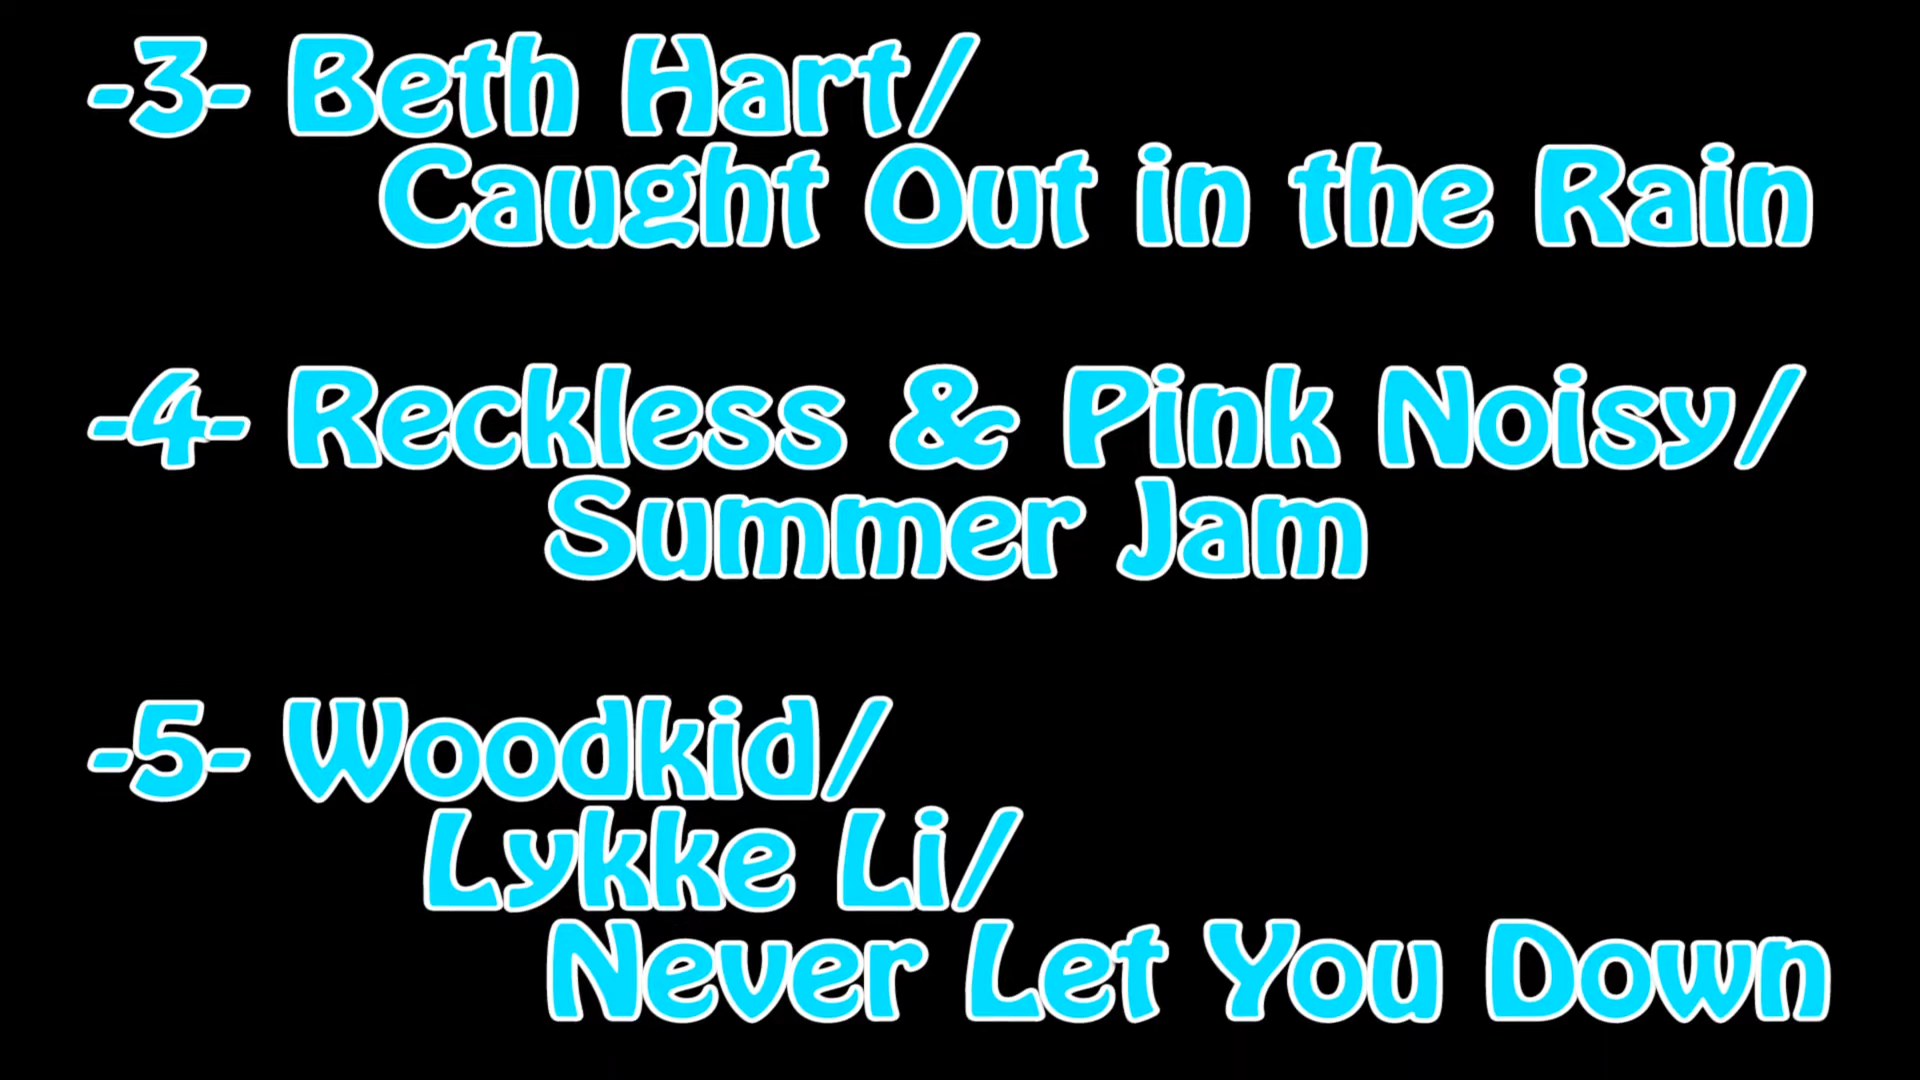 -3- Beth Hart/
Caught Out in the Rain
-4- Reckless & Pink Noisy/
Summer Jam
-5- Woodkid/
Lykke Li/
Never Let You Down